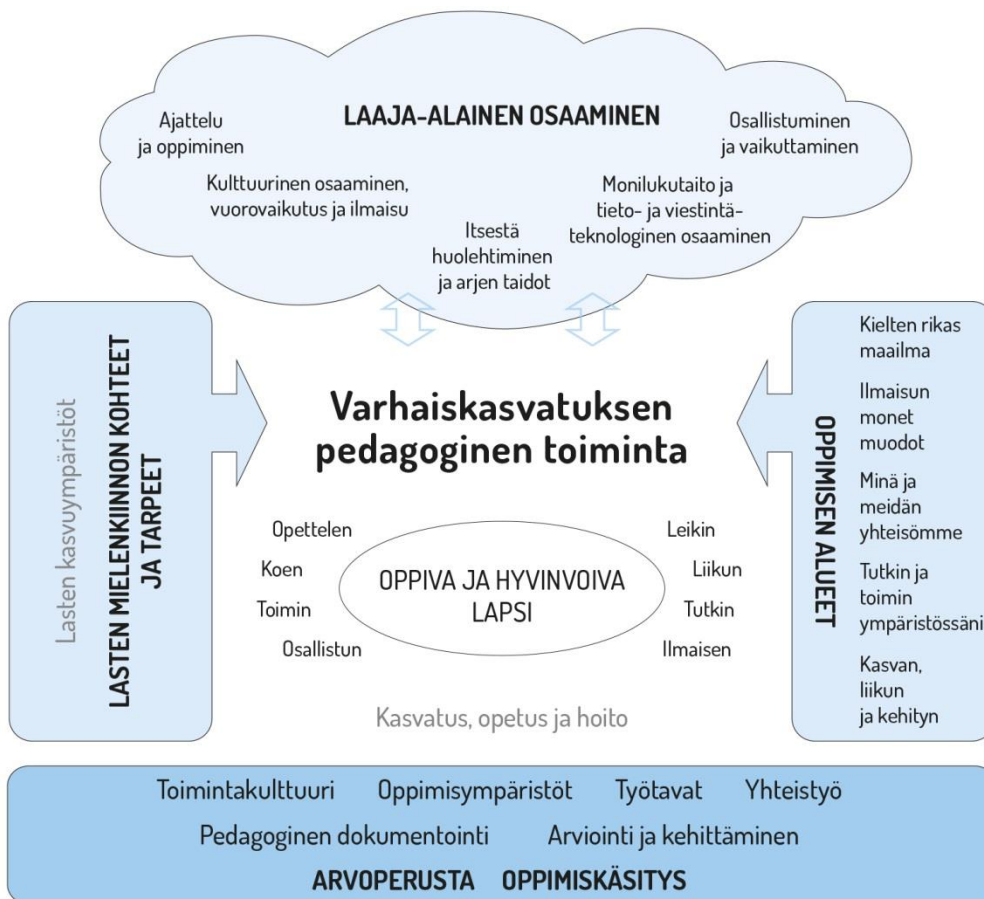 LAAJA-ALAINEN OSAAMINEN
Ajattelu
ja oppiminen
Kulttuurinen osaaminen,
vuorovaikutus ja ilmaisu
Itsestä
huolehtiminen
ja arjen taidot
Monilukutaito ja
tieto- ja viestintä-
teknologinen osaaminen
Osallistuminen
ja vaikuttaminen
Lasten kasvuympäristöt
LASTEN MIELENKIINNON KOHTEET
JA TARPEET
Varhaiskasvatuksen
pedagoginen toiminta
Opettelen
Koen
Toimin
Osallistun
OPPIVA JA HYVINVOIVA
LAPSI
Leikin
Liikun
Tutkin
Ilmaisen
Kasvatus, opetus ja hoito
OPPIMISEN ALUEET
Kielten rikas
maailma
Ilmaisun
monet
muodot
Minä ja
meidän
yhteisömme
Tutkin ja
toimin
ympäristössäni
Kasvan,
liikun
ja kehityn
Toimintakulttuuri Oppimisympäristöt Työtavat Yhteistyö
Pedagoginen dokumentointi Arviointi ja kehittäminen
ARVOPERUSTA OPPIMISKÄSITYS